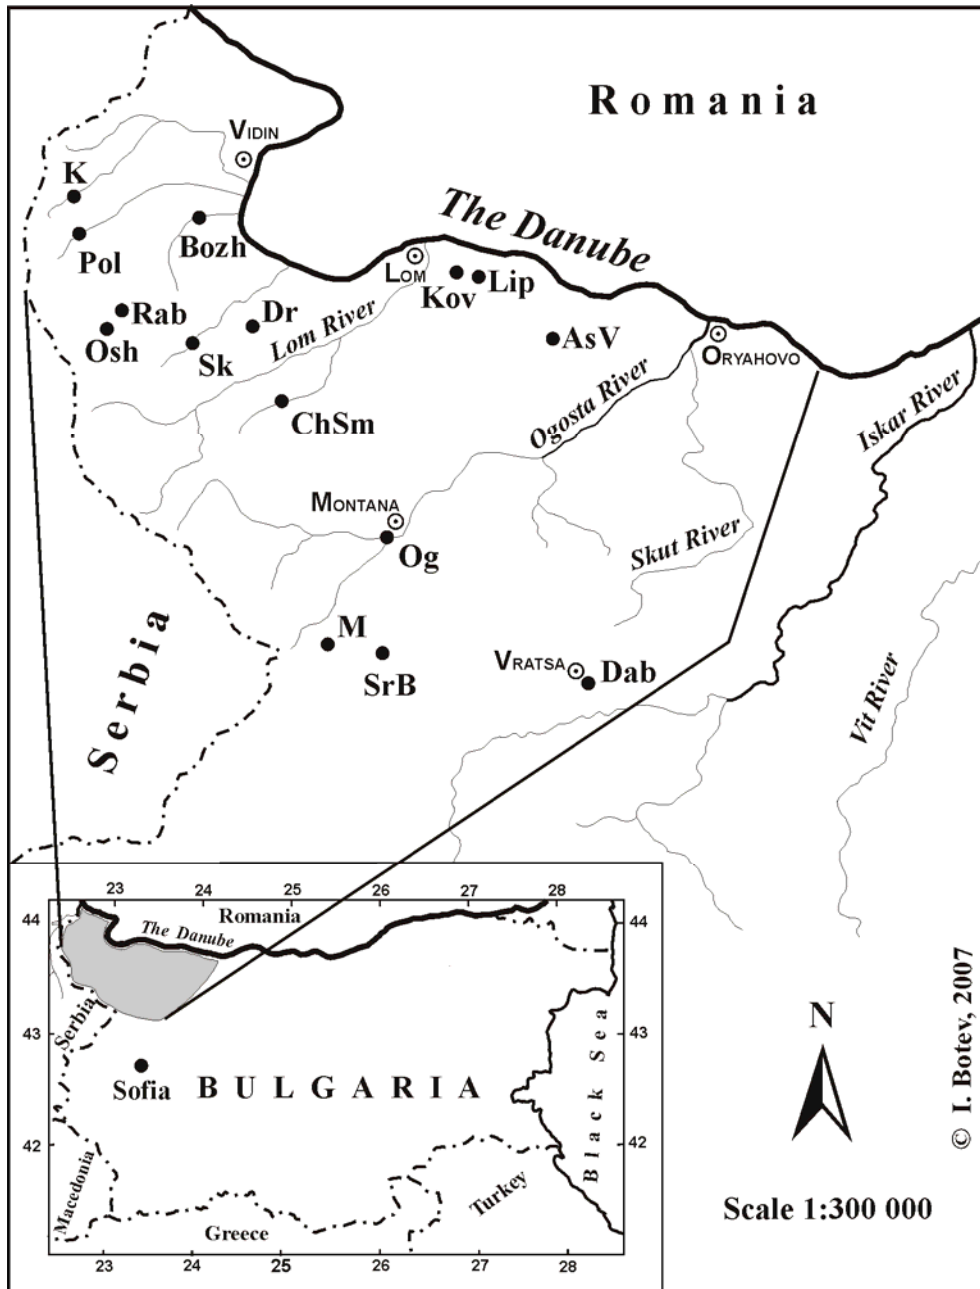 Romania
VIDIN
K
The Danube
Pol
Bozh
LOM
Kov
Lip
Rab
Osh
Dr
Sk
Lom River
AsV
ORYAHOVO
ChSm
Ogosta River
Iskar River
MONTANA
Og
Skut River
Serbia
M
SrB
VRATSA
Dab
Vit River
23 24 25 26 27 28
44
Romania
44
The Danube
Serbia
43
43
Sofia
BULGARIA
Black Sea
42
42
Macedonia
Greece
Turkey
23 24 25 26 27 28
N
Scale 1:300 000
© I. Botev, 2007